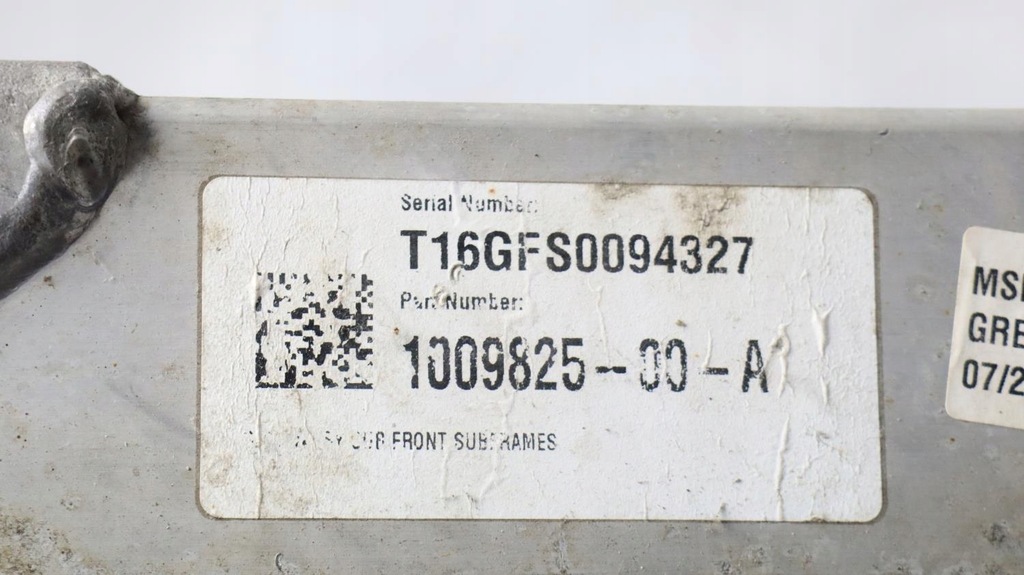 Serial Number:
T16GFS0094327
Part Number:
1009825-00-A
FRONT SUBFRAMES
MS
GRE
07/2